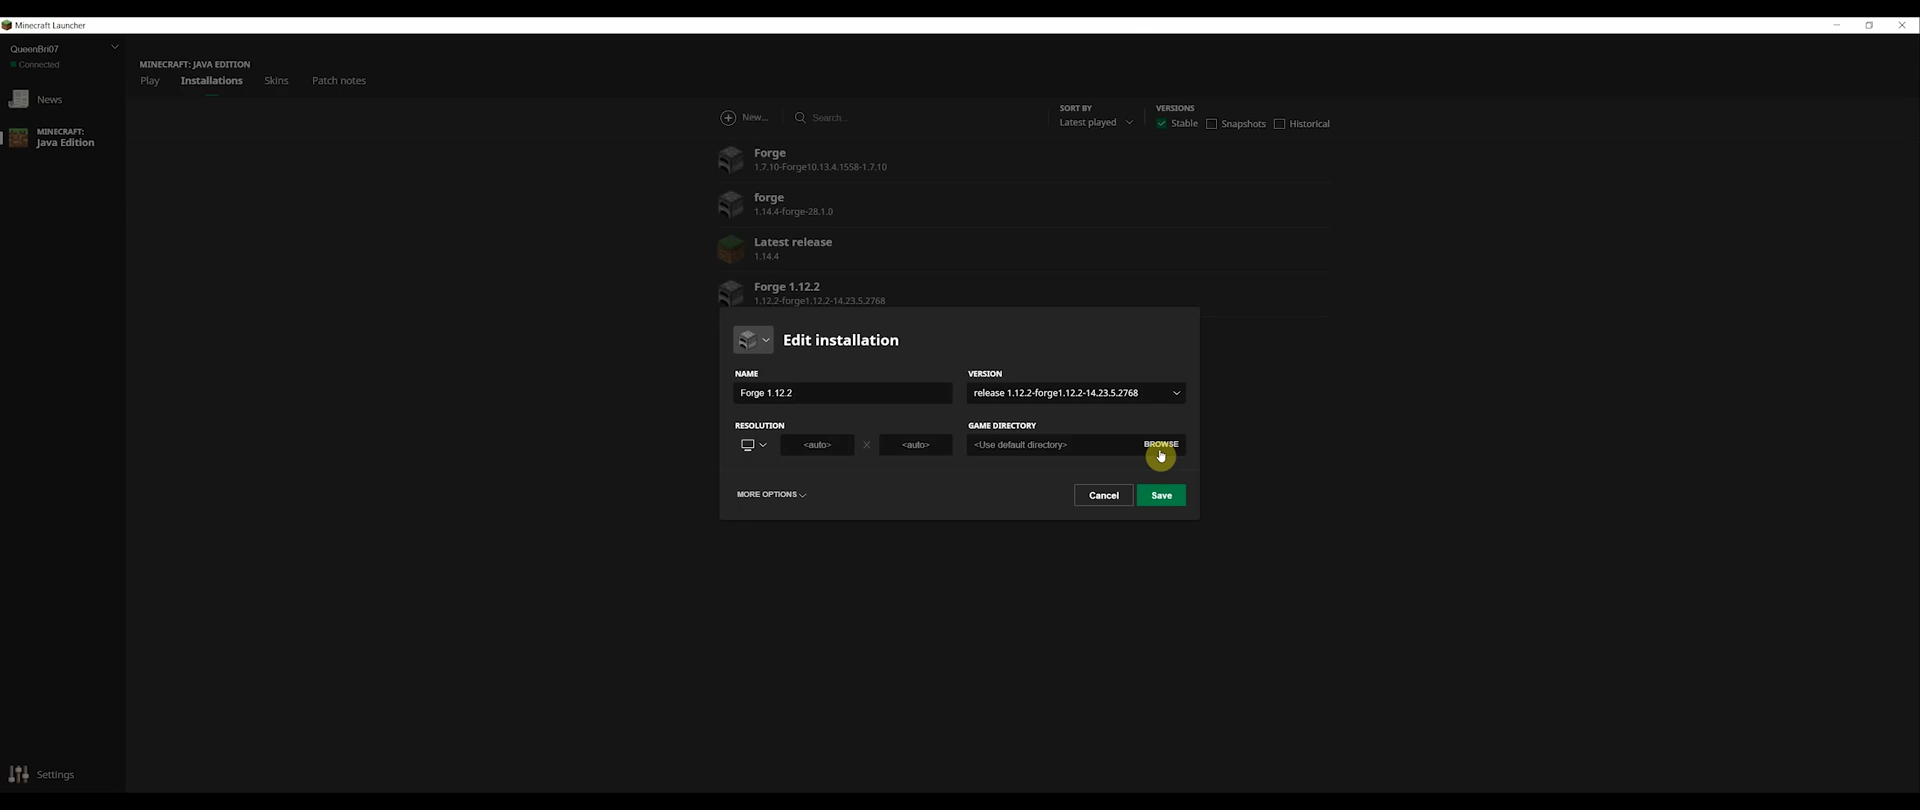 Minecraft Launcher
QueenBri07
Connected
News
MINECRAFT:
Java Edition
Settings
MINECRAFT: JAVA EDITION
Play Installations Skins Patch notes
New...
Search...
SORT BY
Latest played
VERSIONS
Stable Snapshots Historical
Forge
1.7.10-Forge10.13.4.1558-1.7.10
forge
1.14.4-forge-28.1.0
Latest release
1.14.4
Forge 1.12.2
1.12.2-forge1.12.2-14.23.5.2768
Edit installation
NAME
Forge 1.12.2
VERSION
release 1.12.2-forge1.12.2-14.23.5.2768
RESOLUTION
<auto> <auto>
GAME DIRECTORY
<Use default directory>
BROWSE
MORE OPTIONS
Cancel
Save